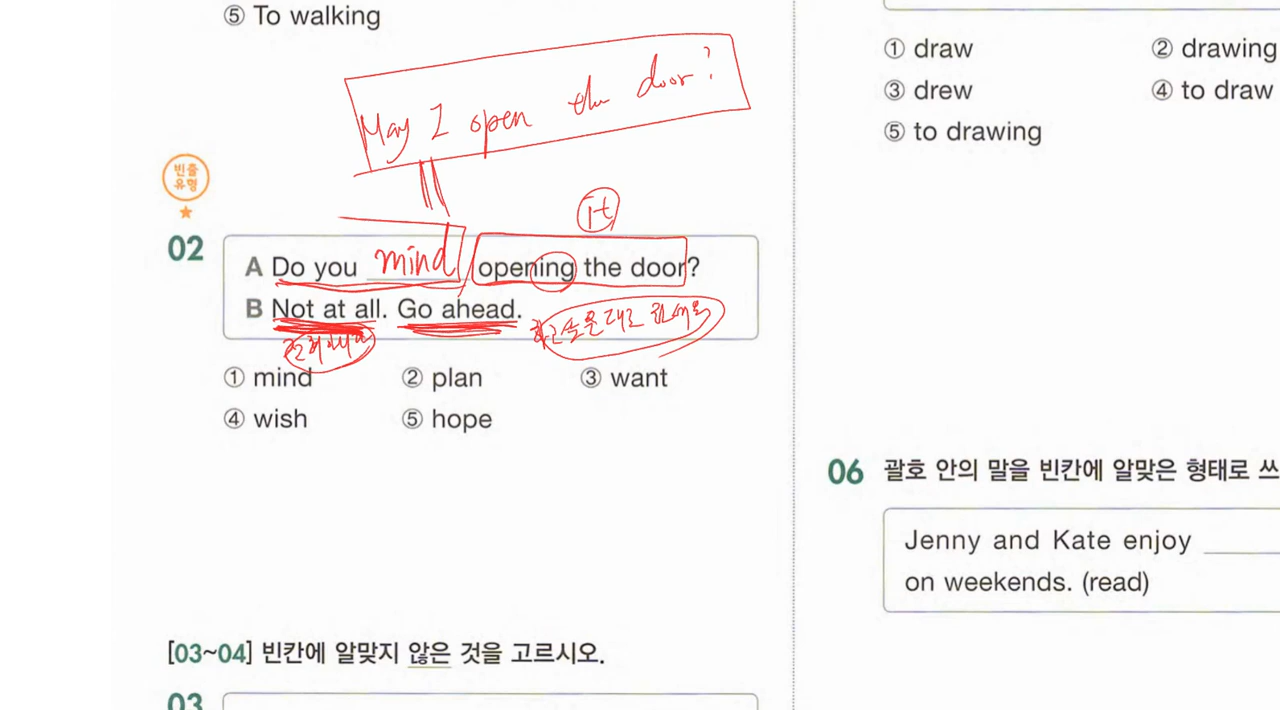 ⑤ To walking
May I open the door?
빈출
유형
it
02
A Do you mind opening the door?
B Not at all. Go ahead.
① mind ② plan ③ want
④ wish ⑤ hope
[03~04] 빈칸에 알맞지 않은 것을 고르시오.
03
① draw ② drawing
③ drew ④ to draw
⑤ to drawing
06 괄호 안의 말을 빈칸에 알맞은 형태로 쓰
Jenny and Kate enjoy
on weekends. (read)